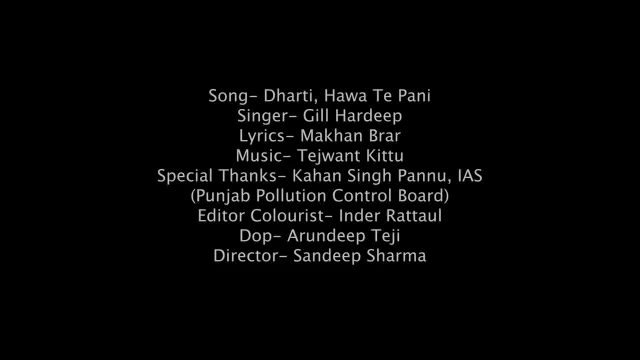 Song- Dharti, Hawa Te Pani
Singer- Gill Hardeep
Lyrics- Makhan Brar
Music- Tejwant Kittu
Special Thanks- Kahan Singh Pannu, IAS
(Punjab Pollution Control Board)
Editor Colourist- Inder Rattaul
Dop- Arundeep Teji
Director- Sandeep Sharma